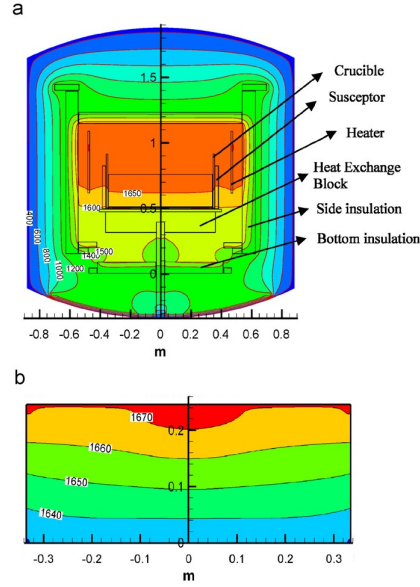 a
1.5
Crucible
Susceptor
1
Heater
1650
Heat Exchange
Block
1600
0.5
Side insulation
1500
1400
1200
Bottom insulation
400
600
800
1000
0
-0.8 -0.6 -0.4 -0.2 0 0.2 0.4 0.6 0.8
m
b
1670
0.2
1660
1650
0.1
1640
0
-0.3 -0.2 -0.1 0 0.1 0.2 0.3
m